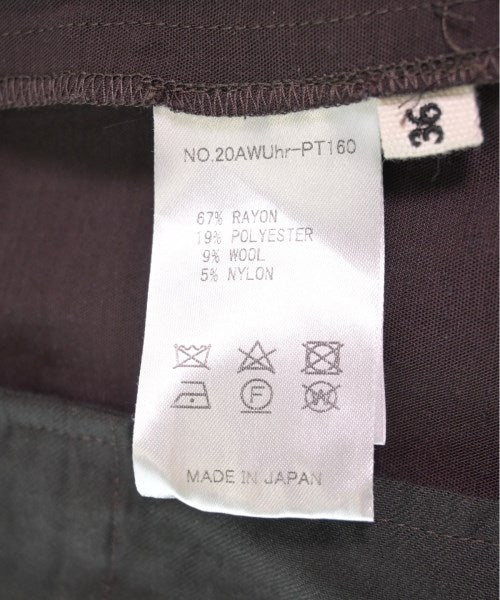 NO.20AWUhr-PT160
36
67% RAYON
19% POLYESTER
9% WOOL
5% NYLON
F
W
MADE IN JAPAN